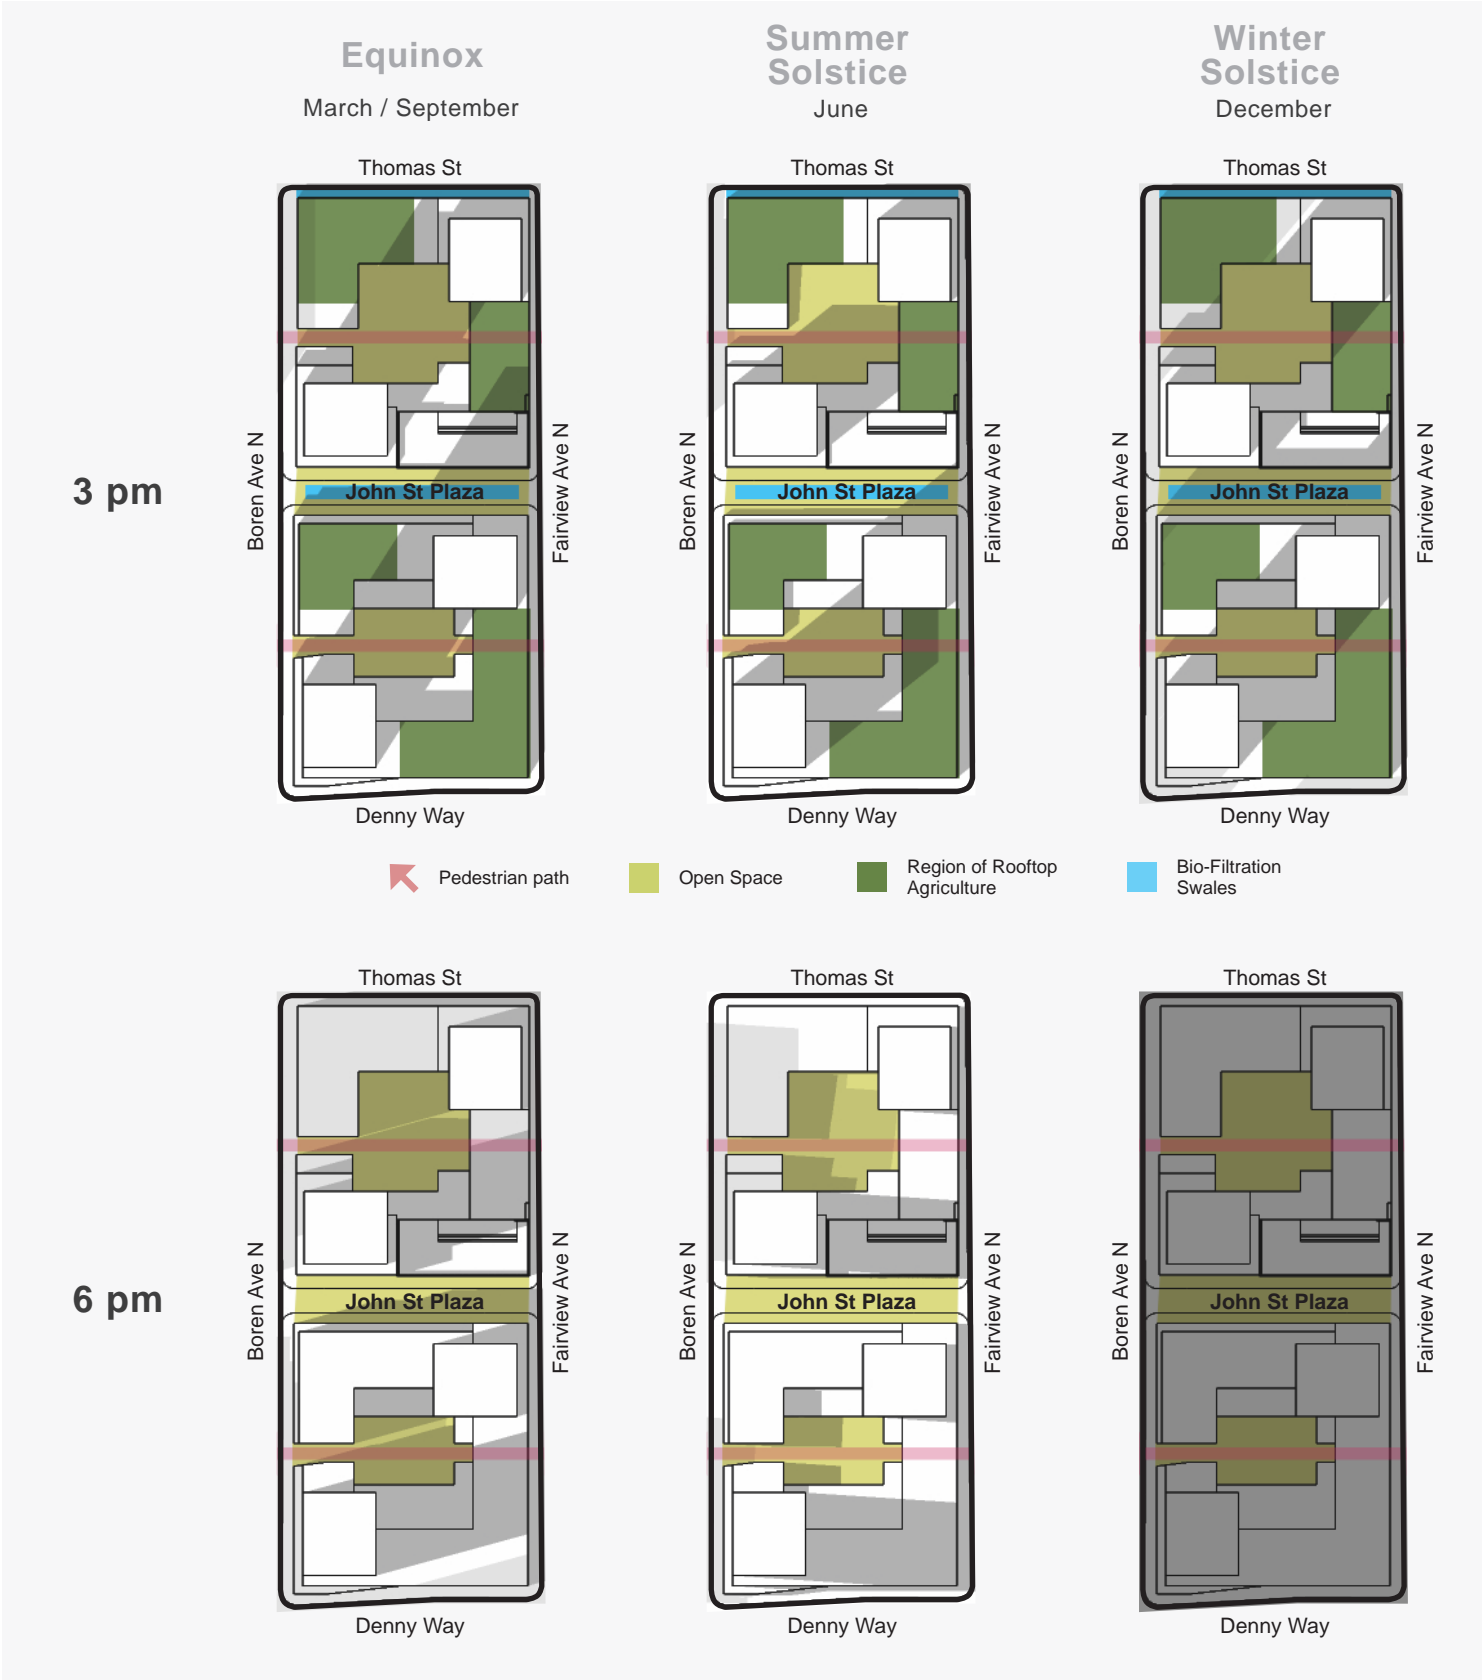 Equinox
March / September
Summer
Solstice
June
Winter
Solstice
December
Thomas St
Thomas St
Thomas St
3 pm
Boren Ave N
John St Plaza
Fairview Ave N
Boren Ave N
John St Plaza
Fairview Ave N
Boren Ave N
John St Plaza
Fairview Ave N
Denny Way
Denny Way
Denny Way
Pedestrian path
Open Space
Region of Rooftop
Agriculture
Bio-Filtration
Swales
Thomas St
Thomas St
Thomas St
6 pm
Boren Ave N
John St Plaza
Fairview Ave N
Boren Ave N
John St Plaza
Fairview Ave N
Boren Ave N
John St Plaza
Fairview Ave N
Denny Way
Denny Way
Denny Way